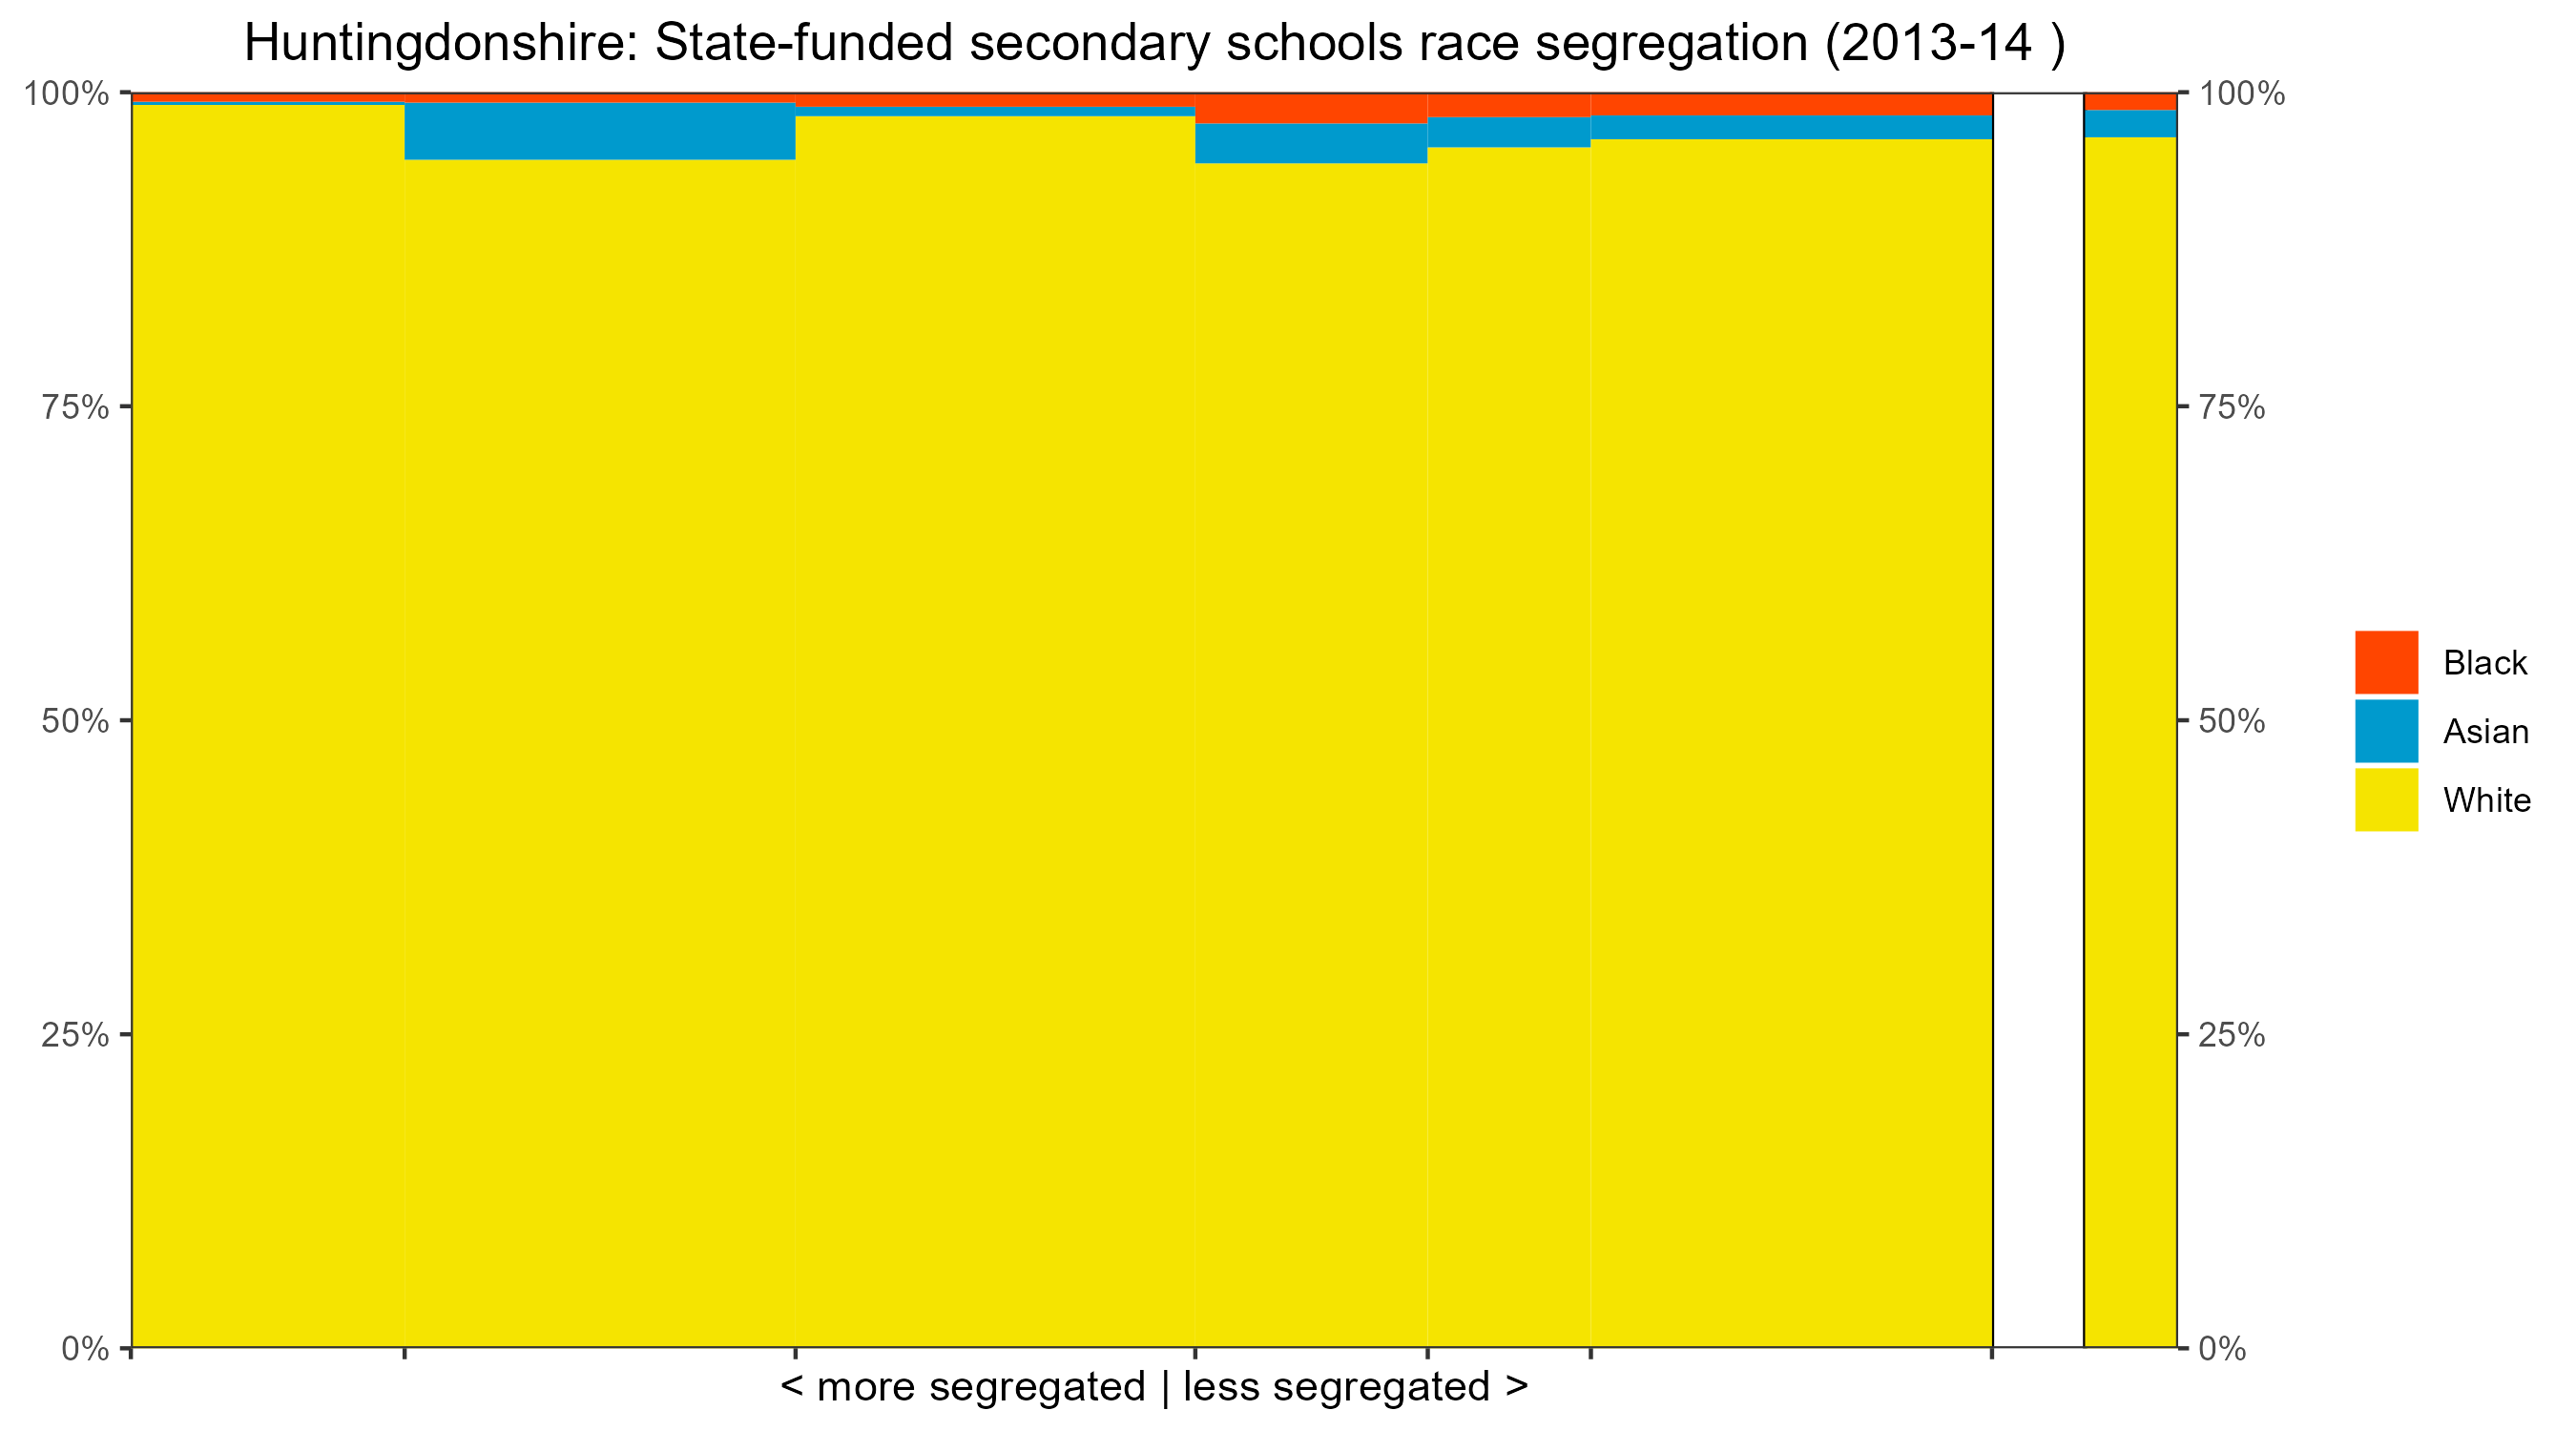 Huntingdonshire: State-funded secondary schools race segregation (2013-14 )
100%
75%
50%
25%
0%
100%
75%
50%
25%
0%
Black
Asian
White
< more segregated | less segregated >